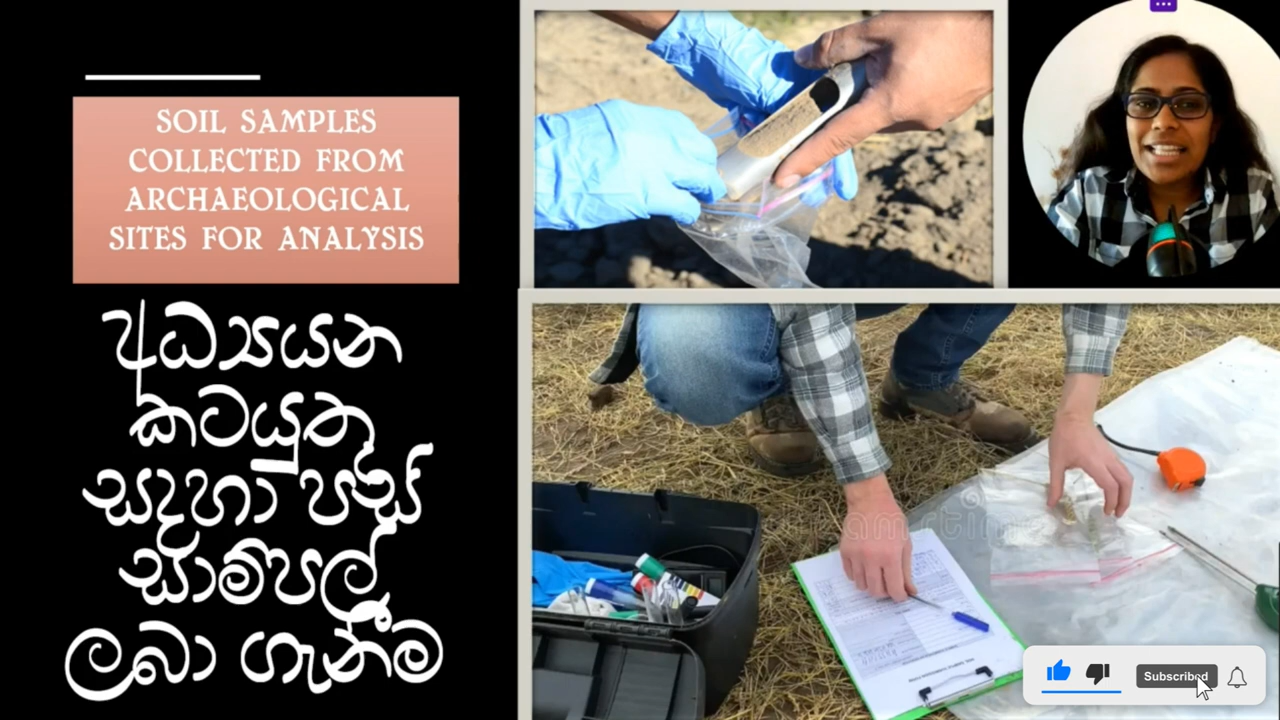 SOIL SAMPLES
COLLECTED FROM
ARCHAEOLOGICAL
SITES FOR ANALYSIS
අධ්‍යයන
කටයුතු
සඳහා පස්
සාම්පල්
ලබා ගැනීම
Subscribed